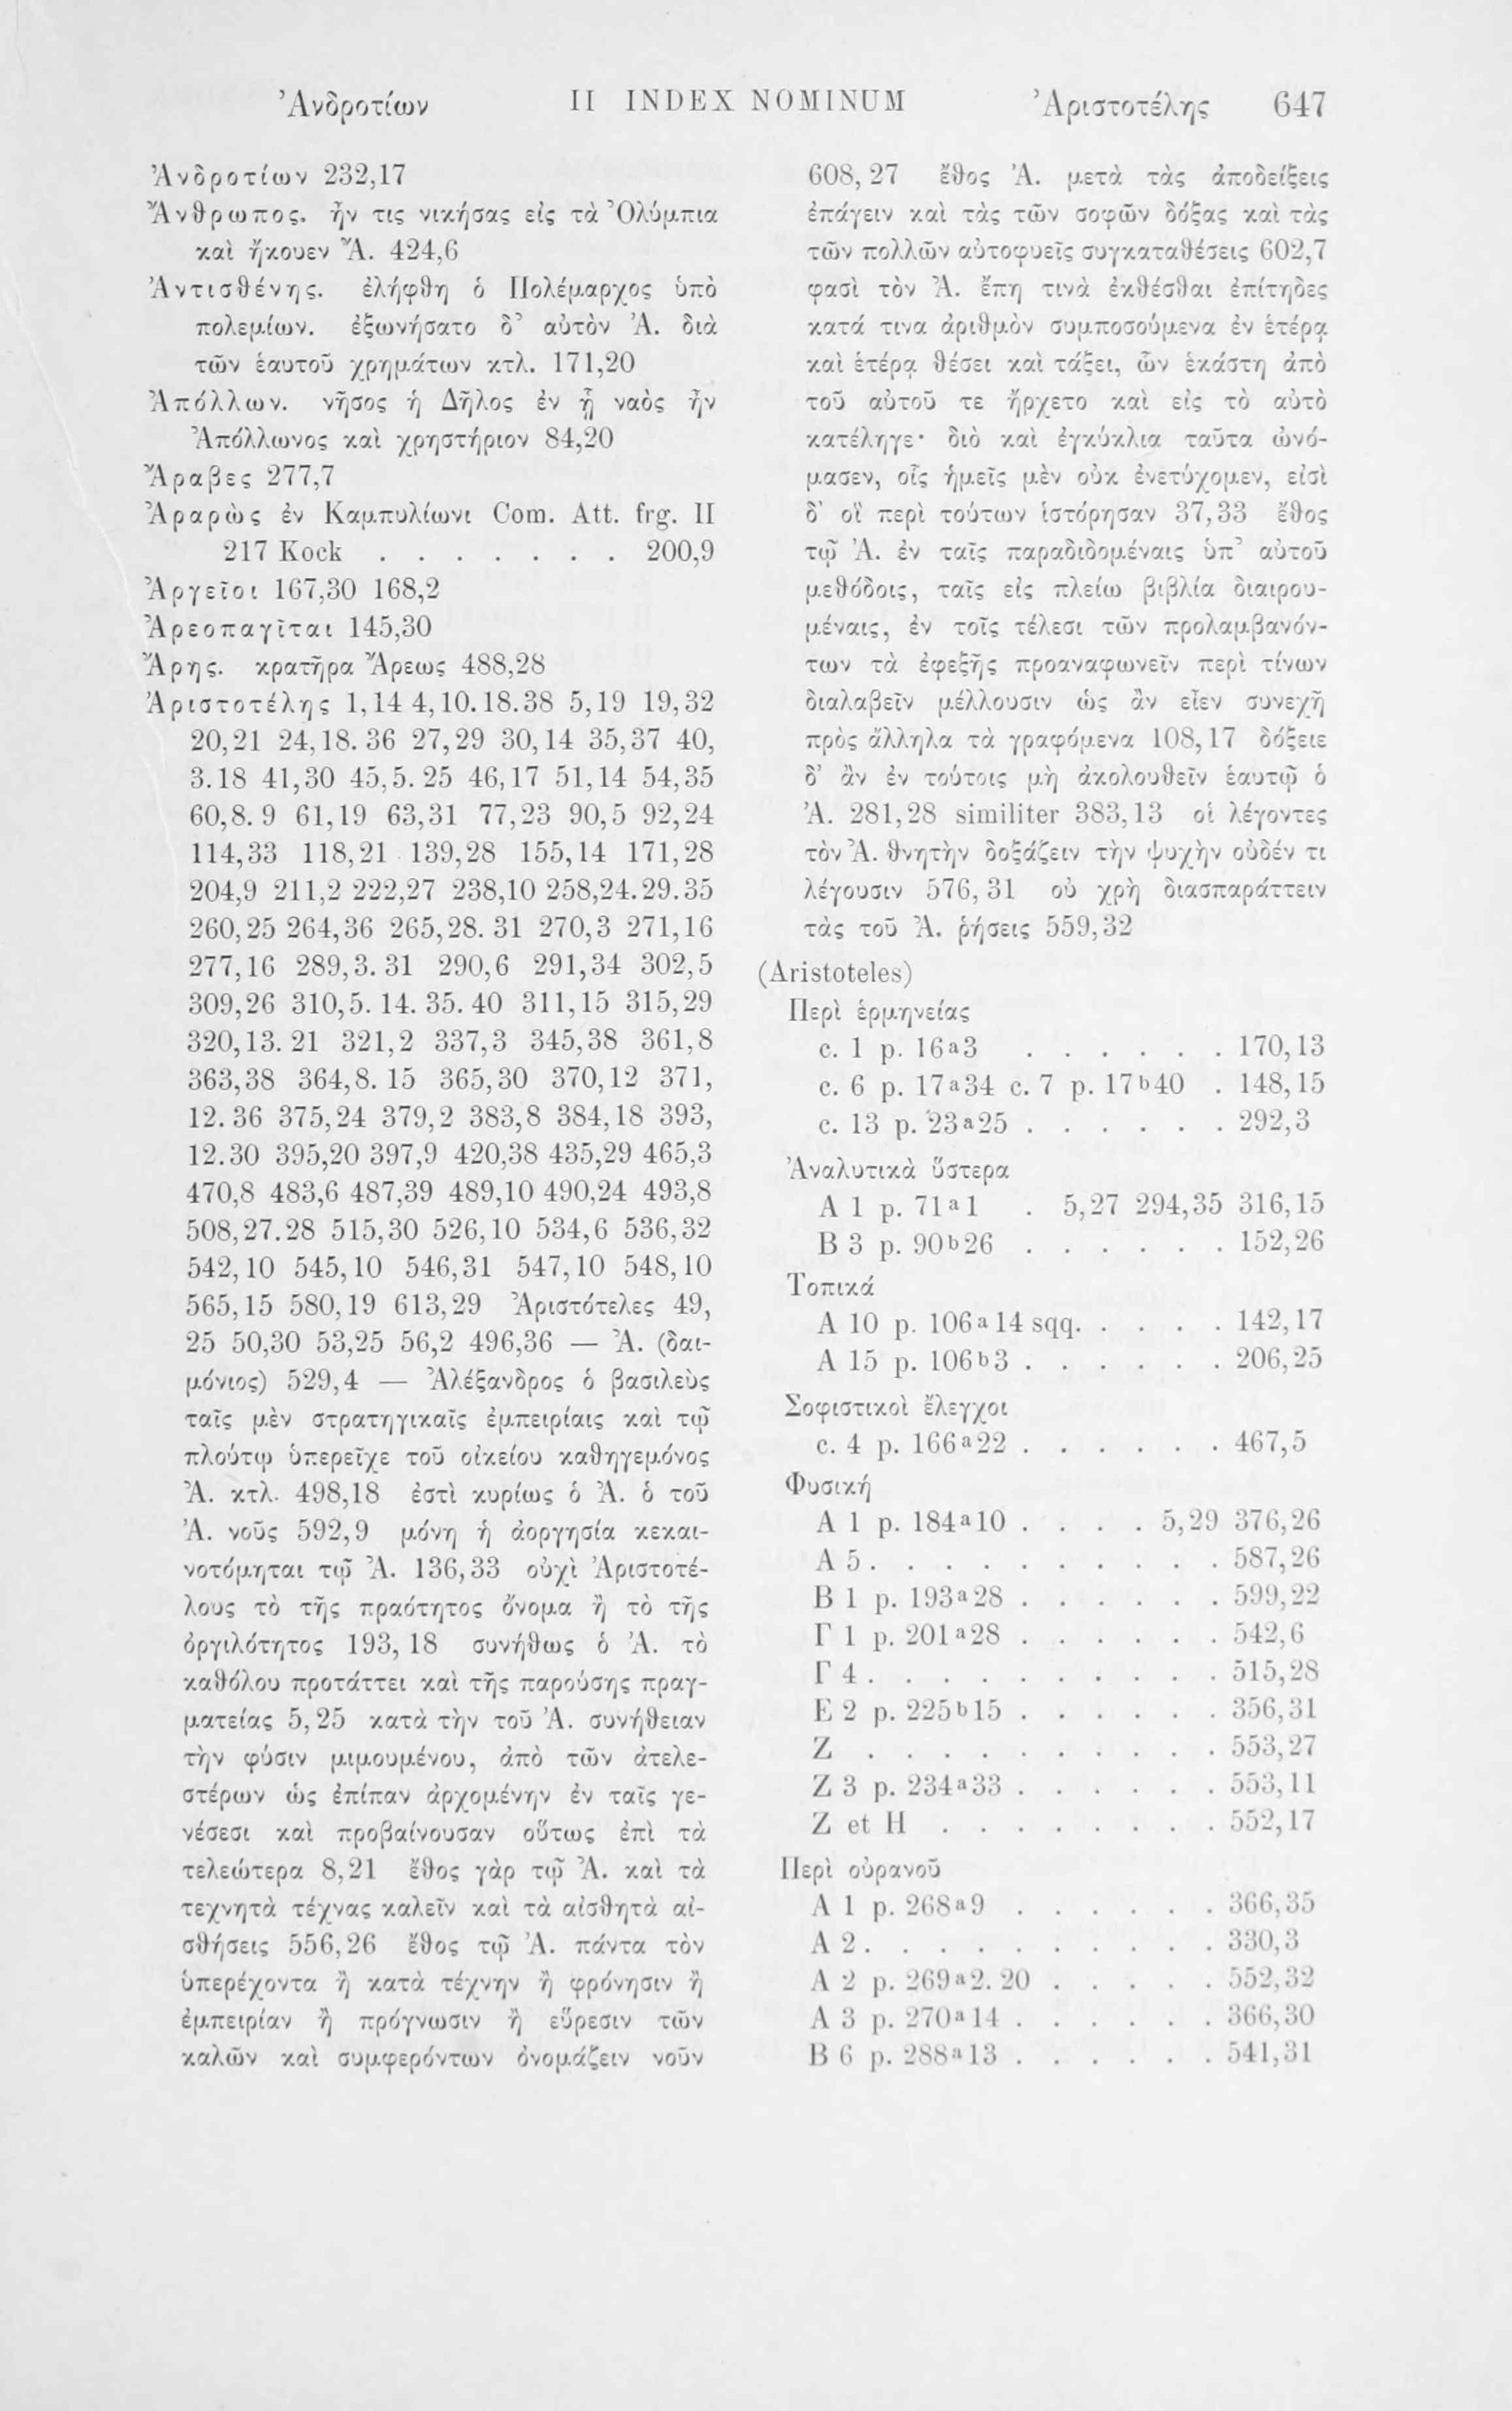 Ἀνδροτίων II INDEX NOMINUM Ἀριστοτέλης 647
Ἀνδροτίων 232,17
Ἄνθρωπος. ἦν τις νικήσας εἰς τὰ Ὀλύμπια
καὶ ἤκουεν Ἄ. 424,6
Ἀντισθένης. ἐλήφθη ὁ Πολέμαρχος ὑπὸ
πολεμίων. ἐξωνήσατο δ’ αὐτὸν Ἀ. διὰ
τῶν ἑαυτοῦ χρημάτων κτλ. 171,20
Ἀπόλλων. νῆσος ἡ Δῆλος ἐν ᾗ ναὸς ἦν
Ἀπόλλωνος καὶ χρηστήριον 84,20
Ἄραβες 277,7
Ἀραρὼς ἐν Καμπυλίωνι Com. Att. frg. II
217 Kock . . . . . . . 200,9
Ἀργεῖοι 167,30 168,2
Ἀρεοπαγῖται 145,30
Ἄρης. κρατῆρα Ἄρεως 488,28
Ἀριστοτέλης 1,14 4,10.18.38 5,19 19,32
20,21 24,18. 36 27,29 30,14 35,37 40,
3.18 41,30 45,5. 25 46,17 51,14 54,35
60,8. 9 61,19 63,31 77,23 90,5 92,24
114,33 118,21 139,28 155,14 171,28
204,9 211,2 222,27 238,10 258,24.29.35
260,25 264,36 265,28. 31 270,3 271,16
277,16 289,3. 31 290,6 291,34 302,5
309,26 310,5. 14. 35. 40 311,15 315,29
320,13. 21 321,2 337,3 345,38 361,8
363,38 364,8. 15 365,30 370,12 371,
12. 36 375,24 379,2 383,8 384,18 393,
12.30 395,20 397,9 420,38 435,29 465,3
470,8 483,6 487,39 489,10 490,24 493,8
508,27.28 515,30 526,10 534,6 536,32
542,10 545,10 546,31 547,10 548,10
565,15 580,19 613,29 Ἀριστότελες 49,
25 50,30 53,25 56,2 496,36 — Ἀ. (δαι-
μόνιος) 529,4 — Ἀλέξανδρος ὁ βασιλεὺς
ταῖς μὲν στρατηγικαῖς ἐμπειρίαις καὶ τῷ
πλούτῳ ὑπερεῖχε τοῦ οἰκείου καθηγεμόνος
Ἀ. κτλ. 498,18 ἐστὶ κυρίως ὁ Ἀ. ὁ τοῦ
Ἀ. νοῦς 592,9 μόνη ἡ ἀοργησία κεκαι-
νοτόμηται τῷ Ἀ. 136,33 οὐχὶ Ἀριστοτέ-
λους τὸ τῆς πραότητος ὄνομα ἢ τὸ τῆς
ὀργιλότητος 193, 18 συνήθως ὁ Ἀ. τὸ
καθόλου προτάττει καὶ τῆς παρούσης πραγ-
ματείας 5,25 κατὰ τὴν τοῦ Ἀ. συνήθειαν
τὴν φύσιν μιμουμένου, ἀπὸ τῶν ἀτελε-
στέρων ὡς ἐπίπαν ἀρχομένην ἐν ταῖς γε-
νέσεσι καὶ προβαίνουσαν οὕτως ἐπὶ τὰ
τελεώτερα 8,21 ἔθος γὰρ τῷ Ἀ. καὶ τὰ
τεχνητὰ τέχνας καλεῖν καὶ τὰ αἰσθητὰ αἰ-
σθήσεις 556,26 ἔθος τῷ Ἀ. πάντα τὸν
ὑπερέχοντα ἢ κατὰ τέχνην ἢ φρόνησιν ἢ
ἐμπειρίαν ἢ πρόγνωσιν ἢ εὕρεσιν τῶν
καλῶν καὶ συμφερόντων ὀνομάζειν νοῦν
608, 27 ἔθος Ἀ. μετὰ τὰς ἀποδείξεις
ἐπάγειν καὶ τὰς τῶν σοφῶν δόξας καὶ τὰς
τῶν πολλῶν αὐτοφυεῖς συγκαταθέσεις 602,7
φασὶ τὸν Ἀ. ἔπη τινὰ ἐκθέσθαι ἐπίτηδες
κατά τινα ἀριθμὸν συμποσούμενα ἐν ἑτέρᾳ
καὶ ἑτέρᾳ θέσει καὶ τάξει, ὧν ἑκάστη ἀπὸ
τοῦ αὐτοῦ τε ἤρχετο καὶ εἰς τὸ αὐτὸ
κατέληγε· διὸ καὶ ἐγκύκλια ταῦτα ὠνό-
μασεν, οἷς ἡμεῖς μὲν οὐκ ἐνετύχομεν, εἰσὶ
δ’ οἳ περὶ τούτων ἱστόρησαν 37,33 ἔθος
τῷ Ἀ. ἐν ταῖς παραδιδομέναις ὑπ’ αὐτοῦ
μεθόδοις, ταῖς εἰς πλείω βιβλία διαιρου-
μέναις, ἐν τοῖς τέλεσι τῶν προλαμβανόν-
των τὰ ἐφεξῆς προαναφωνεῖν περὶ τίνων
διαλαβεῖν μέλλουσιν ὡς ἂν εἶεν συνεχῆ
πρὸς ἄλληλα τὰ γραφόμενα 108,17 δόξειε
δ’ ἂν ἐν τούτοις μὴ ἀκολουθεῖν ἑαυτῷ ὁ
Ἀ. 281,28 similiter 383,13 οἱ λέγοντες
τὸν Ἀ. θνητὴν δοξάζειν τὴν ψυχὴν οὐδέν τι
λέγουσιν 576, 31 οὐ χρὴ διασπαράττειν
τὰς τοῦ Ἀ. ῥήσεις 559,32
(Aristoteles)
Περὶ ἑρμηνείας
c. 1 p. 16a3 . . . . . . 170,13
c. 6 p. 17a34 c. 7 p. 17b40 . 148,15
c. 13 p. 23a25 . . . . . . 292,3
Ἀναλυτικὰ ὕστερα
A 1 p. 71a1 . 5,27 294,35 316,15
B 3 p. 90b26 . . . . . . 152,26
Τοπικά
A 10 p. 106a14 sqq. . . . . 142,17
A 15 p. 106b3 . . . . . . 206,25
Σοφιστικοὶ ἔλεγχοι
c. 4 p. 166a22 . . . . . . 467,5
Φυσική
A 1 p. 184a10 . . . . 5,29 376,26
A 5. . . . . . . . . . . 587,26
B 1 p. 193a28 . . . . . . 599,22
Γ 1 p. 201a28 . . . . . . 542,6
Γ 4. . . . . . . . . . . 515,28
E 2 p. 225b15 . . . . . . 356,31
Z . . . . . . . . . . . 553,27
Z 3 p. 234a33 . . . . . . 553,11
Z et H . . . . . . . . 552,17
Περὶ οὐρανοῦ
A 1 p. 268a9 . . . . . . 366,35
A 2. . . . . . . . . . . 330,3
A 2 p. 269a2. 20 . . . . . 552,32
A 3 p. 270a14 . . . . . . 366,30
B 6 p. 288a13 . . . . . . 541,31